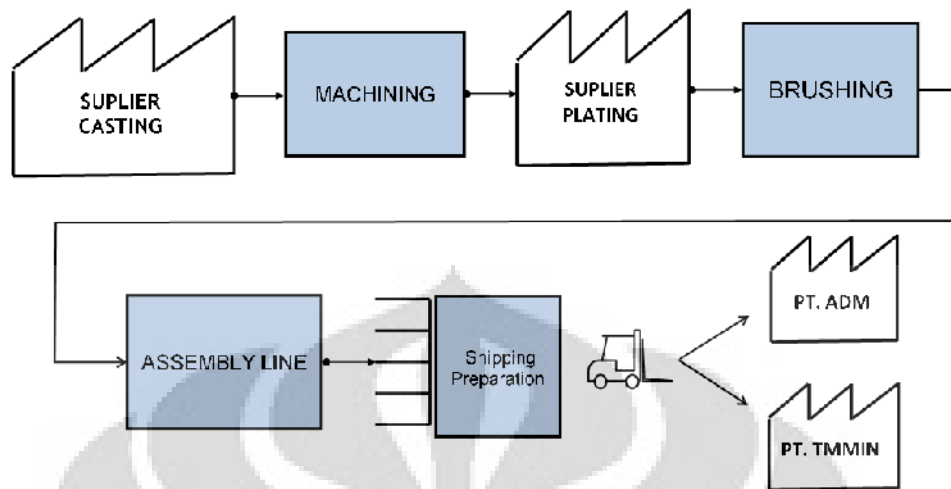 SUPLIER
CASTING
MACHINING
SUPLIER
PLATING
BRUSHING
ASSEMBLY LINE
Shipping
Preparation
PT. ADM
PT. TMMIN